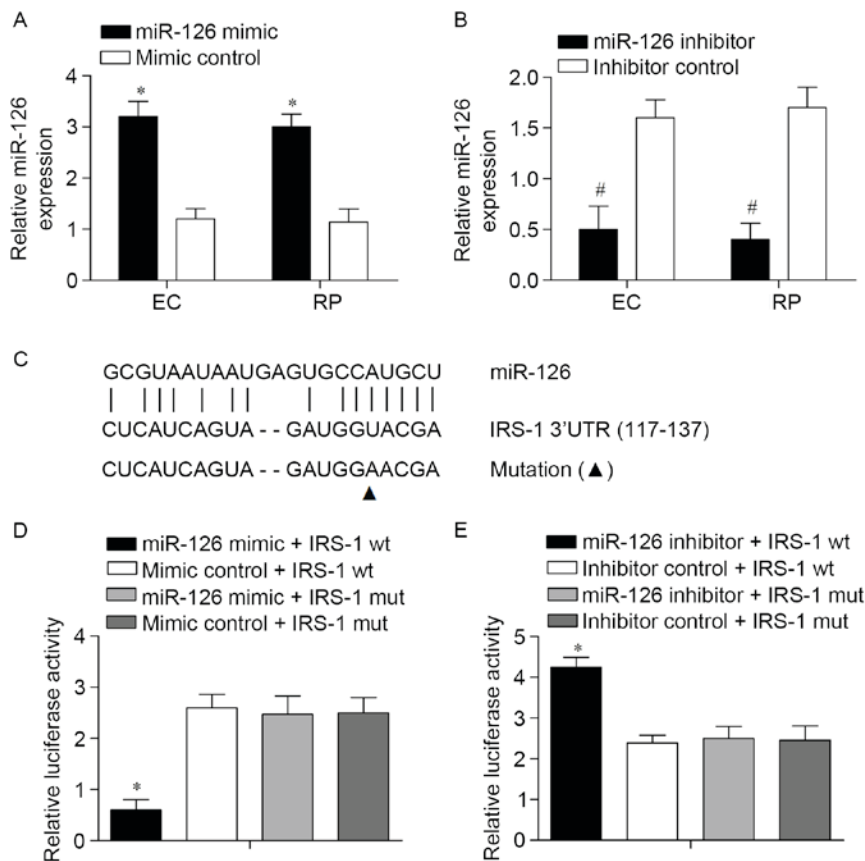 A
miR-126 mimic
Mimic control
Relative miR-126
expression
4
3
2
1
0
*
*
EC
RP
B
miR-126 inhibitor
Inhibitor control
Relative miR-126
expression
2.0
1.5
1.0
0.5
0.0
#
#
EC
RP
C
GCGUAAUAAUGAGUGCCAUGCU miR-126
CUCAUCAGUA - - GAUGGUACGA IRS-1 3'UTR (117-137)
CUCAUCAGUA - - GAUGGAACGA Mutation (▲)
▲
D
miR-126 mimic + IRS-1 wt
Mimic control + IRS-1 wt
miR-126 mimic + IRS-1 mut
Mimic control + IRS-1 mut
Relative luciferase activity
4
3
2
1
0
*
E
miR-126 inhibitor + IRS-1 wt
Inhibitor control + IRS-1 wt
miR-126 inhibitor + IRS-1 mut
Inhibitor control + IRS-1 mut
Relative luciferase activity
5
4
3
2
1
0
*